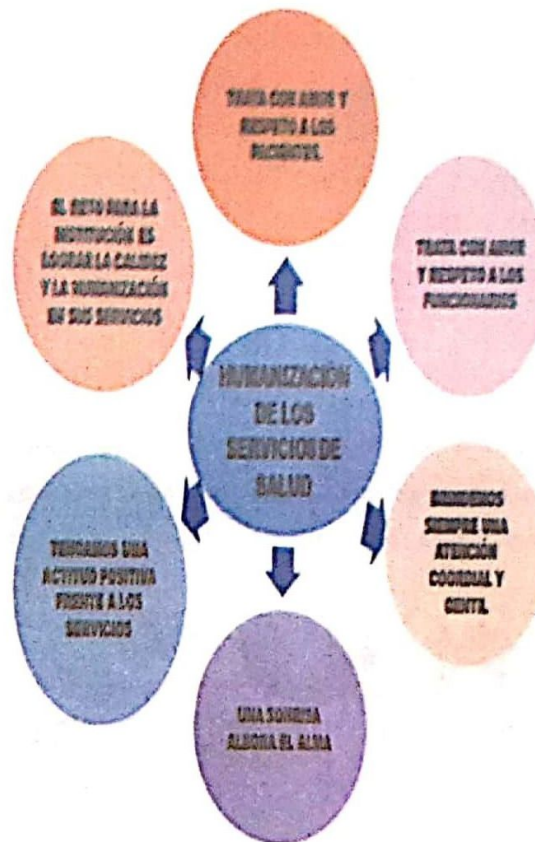 TRATA CON AMOR Y
RESPETO A LOS
PACIENTES.
EL RETO PARA LA
INSTITUCIÓN ES
LOGRAR LA CALIDEZ
Y LA HUMANIZACIÓN
EN SUS SERVICIOS
TRATA CON AMOR
Y RESPETO A LOS
FUNCIONARIOS
HUMANIZACIÓN
DE LOS
SERVICIOS DE
SALUD
TENGAMOS UNA
ACTITUD POSITIVA
FRENTE A LOS
SERVICIOS
BRINDEMOS
SIEMPRE UNA
ATENCIÓN
COORDIAL Y
GENTIL
UNA SONRISA
ALEGRA EL ALMA